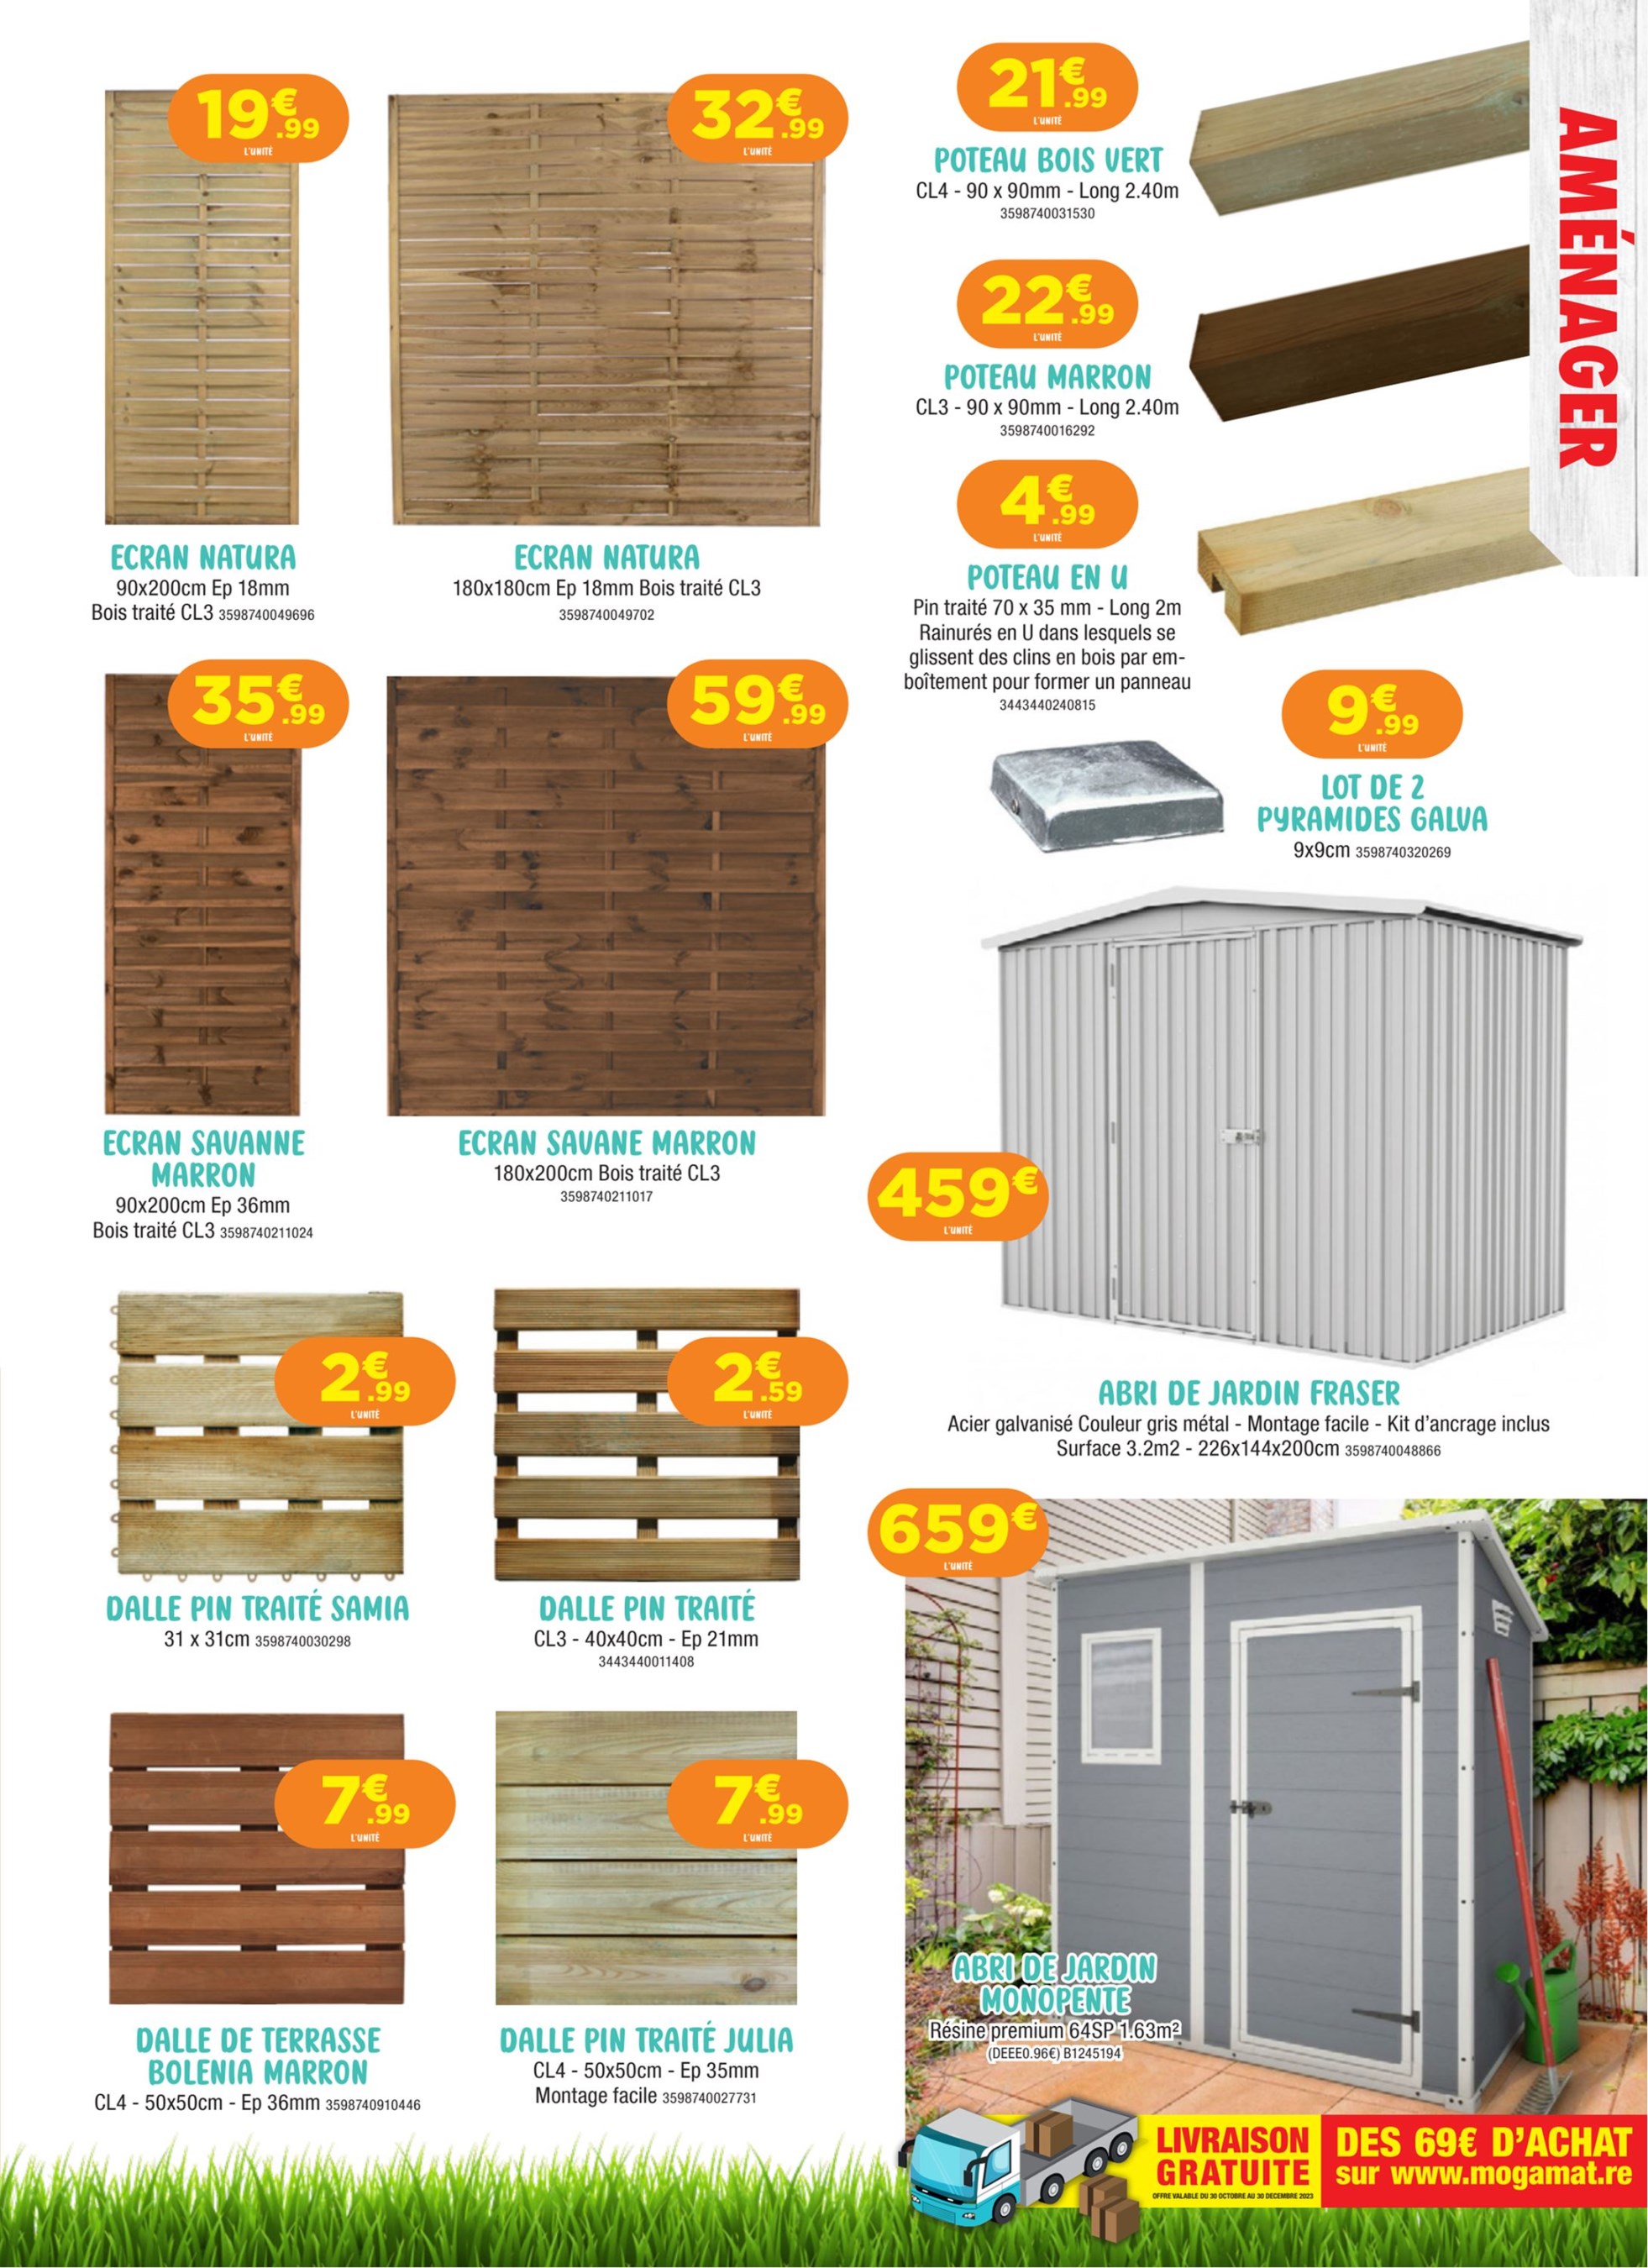 19€.99
L'UNITÉ
ECRAN NATURA
90x200cm Ep 18mm
Bois traité CL3 3598740049696
32€.99
L'UNITÉ
ECRAN NATURA
180x180cm Ep 18mm Bois traité CL3
3598740049702
21€.99
L'UNITÉ
POTEAU BOIS VERT
CL4 - 90 x 90mm - Long 2.40m
3598740031530
22€.99
L'UNITÉ
POTEAU MARRON
CL3 - 90 x 90mm - Long 2.40m
3598740016292
4€.99
L'UNITÉ
POTEAU EN U
Pin traité 70 x 35 mm - Long 2m
Rainurés en U dans lesquels se
glissent des clins en bois par em-
boîtement pour former un panneau
3443440240815
AMÉNAGER
9€.99
L'UNITÉ
LOT DE 2
PYRAMIDES GALVA
9x9cm 3598740320269
35€.99
L'UNITÉ
ECRAN SAVANNE
MARRON
90x200cm Ep 36mm
Bois traité CL3 3598740211024
59€.99
L'UNITÉ
ECRAN SAVANE MARRON
180x200cm Bois traité CL3
3598740211017
459€
L'UNITÉ
ABRI DE JARDIN FRASER
Acier galvanisé Couleur gris métal - Montage facile - Kit d'ancrage inclus
Surface 3.2m2 - 226x144x200cm 3598740048866
2€.99
L'UNITÉ
DALLE PIN TRAITÉ SAMIA
31 x 31cm 3598740030298
2€.59
L'UNITÉ
DALLE PIN TRAITÉ
CL3 - 40x40cm - Ep 21mm
3443440011408
7€.99
L'UNITÉ
DALLE DE TERRASSE
BOLENIA MARRON
CL4 - 50x50cm - Ep 36mm 3598740910446
7€.99
L'UNITÉ
DALLE PIN TRAITÉ JULIA
CL4 - 50x50cm - Ep 35mm
Montage facile 3598740027731
659€
L'UNITÉ
ABRI DE JARDIN
MONOPENTE
Résine premium 64SP 1.63m²
(DEEE0.96€) B1245194
LIVRAISON
GRATUITE
OFFRE VALABLE DU 30 OCTOBRE AU 30 DECEMBRE 2023
DES 69€ D'ACHAT
sur www.mogamat.re